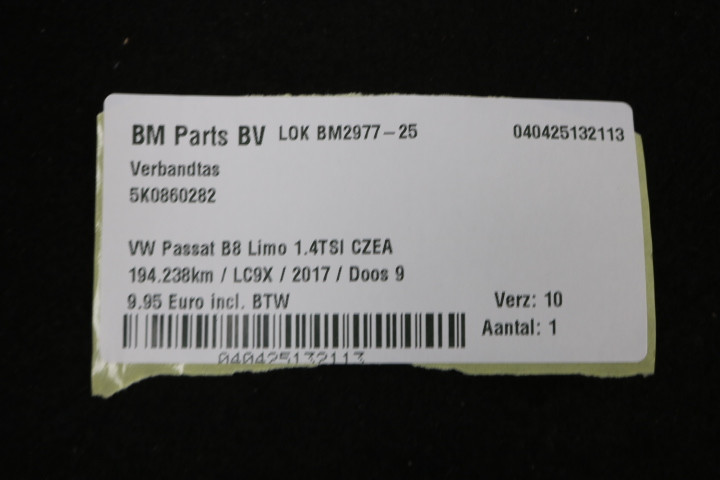 BM Parts BV LOK BM2977-25 040425132113
Verbandtas
5K0860282
VW Passat B8 Limo 1.4TSI CZEA
194.238km / LC9X / 2017 / Doos 9
9.95 Euro incl. BTW Verz: 10
Aantal: 1
040425132113